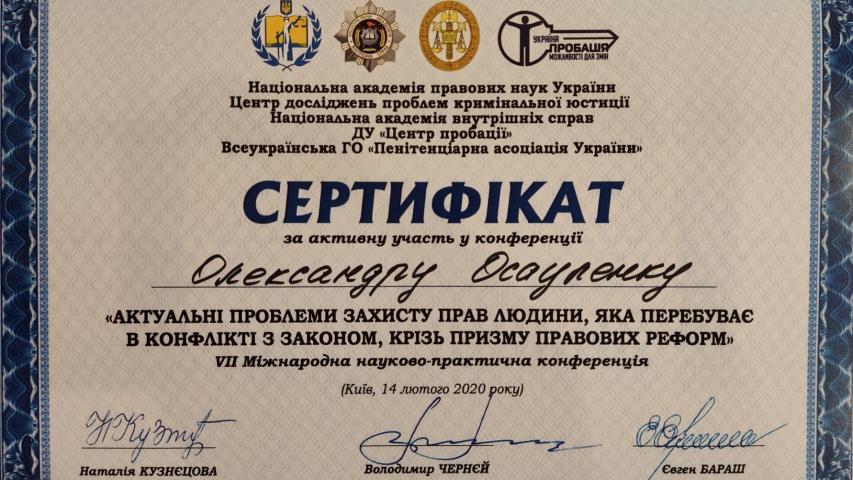 УКРАЇНА
ПРОБАЦІЯ
МОЖЛИВОСТІ ДЛЯ ЗМІН
Національна академія правових наук України
Центр досліджень проблем кримінальної юстиції
Національна академія внутрішніх справ
ДУ «Центр пробації»
Всеукраїнська ГО «Пенітенціарна асоціація України»
СЕРТИФІКАТ
за активну участь у конференції
Олександру Осауленку
«АКТУАЛЬНІ ПРОБЛЕМИ ЗАХИСТУ ПРАВ ЛЮДИНИ, ЯКА ПЕРЕБУВАЄ
В КОНФЛІКТІ З ЗАКОНОМ, КРІЗЬ ПРИЗМУ ПРАВОВИХ РЕФОРМ»
VII Міжнародна науково-практична конференція
(Київ, 14 лютого 2020 року)
Наталія КУЗНЄЦОВА Володимир ЧЕРНЄЙ Євген БАРАШ